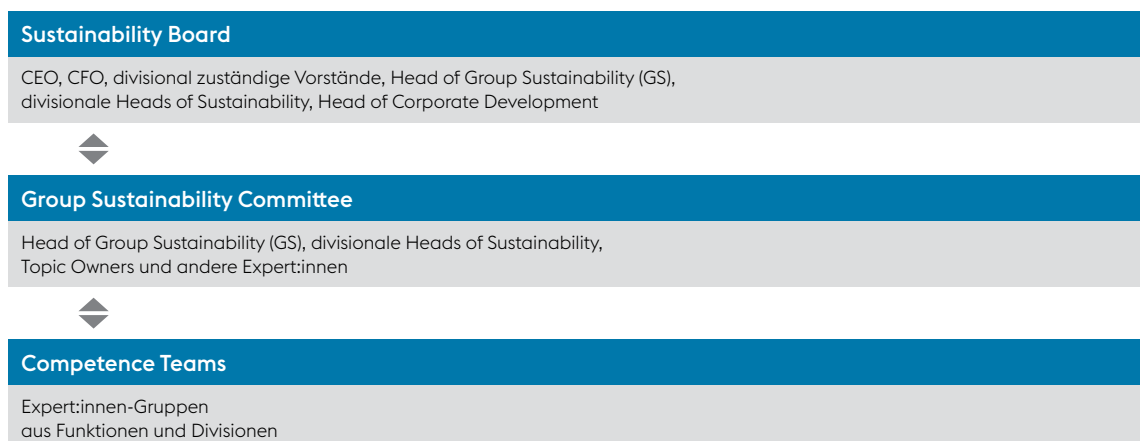 Sustainability Board
CEO, CFO, divisional zuständige Vorstände, Head of Group Sustainability (GS),
divisionale Heads of Sustainability, Head of Corporate Development
Group Sustainability Committee
Head of Group Sustainability (GS), divisionale Heads of Sustainability,
Topic Owners und andere Expert:innen
Competence Teams
Expert:innen-Gruppen
aus Funktionen und Divisionen